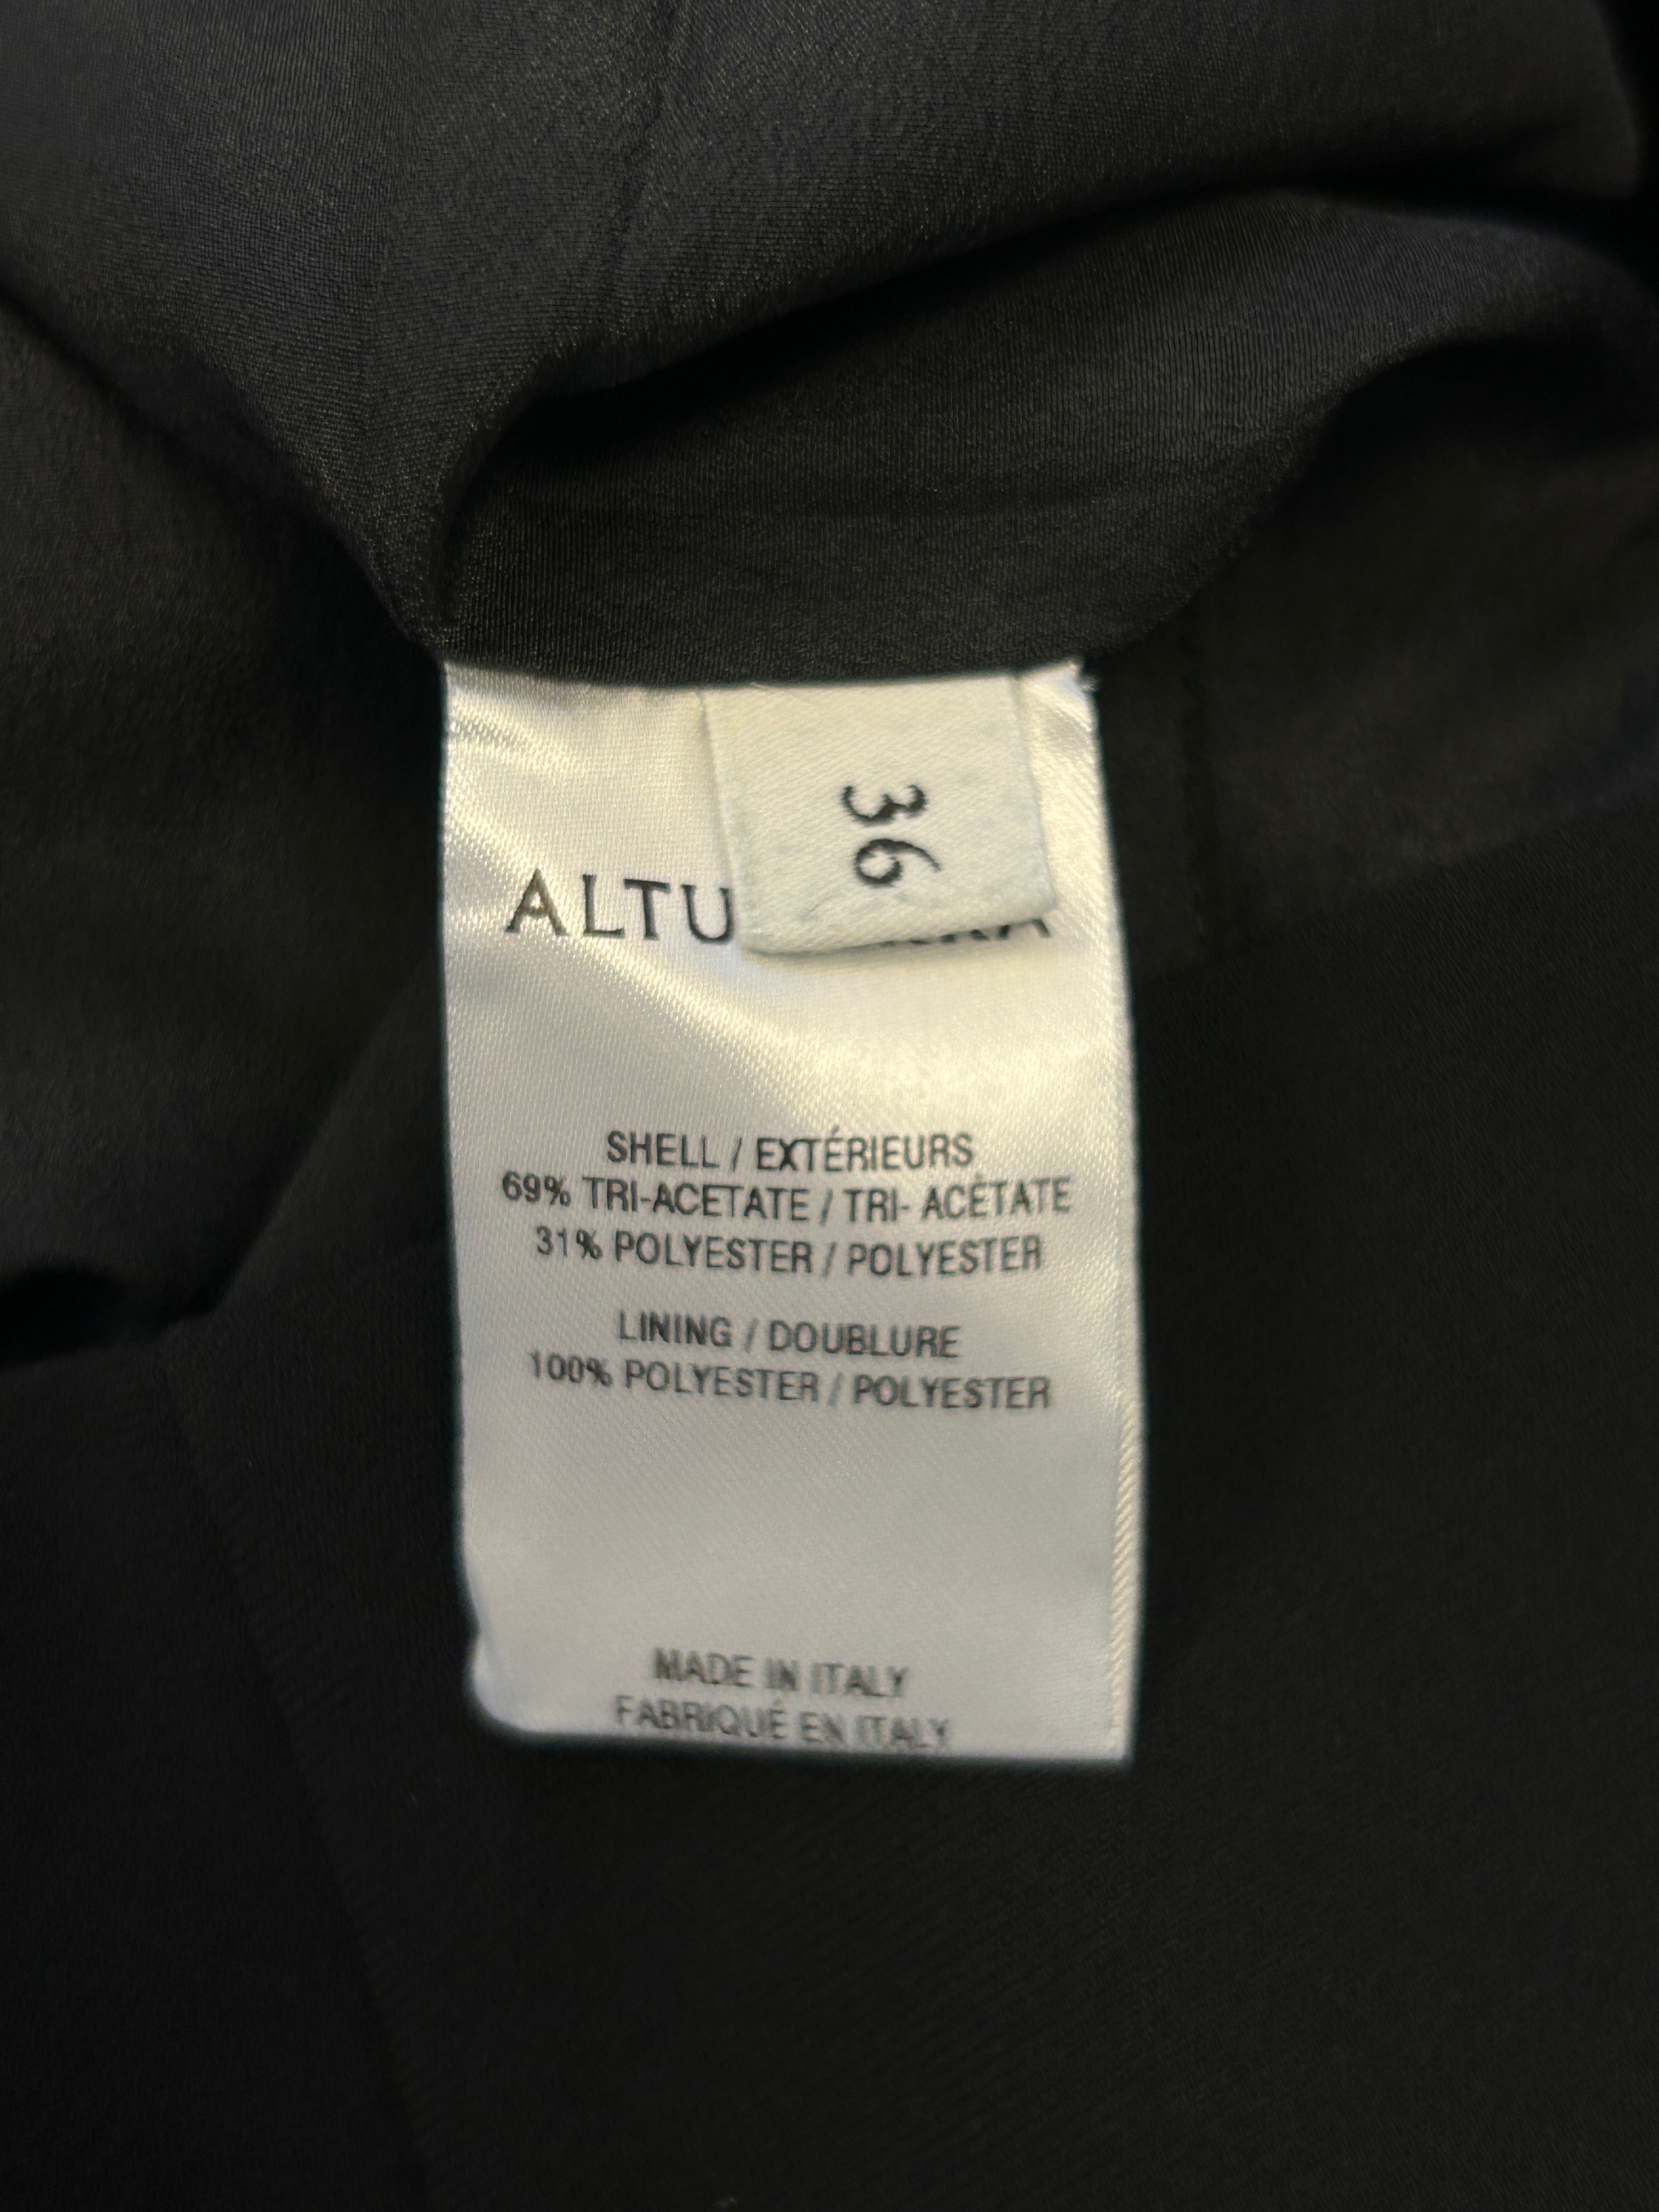 36
ALTU
SHELL / EXTÉRIEURS
69% TRI-ACETATE / TRI- ACÉTATE
31% POLYESTER / POLYESTER
LINING / DOUBLURE
100% POLYESTER / POLYESTER
MADE IN ITALY
FABRIQUÉ EN ITALY